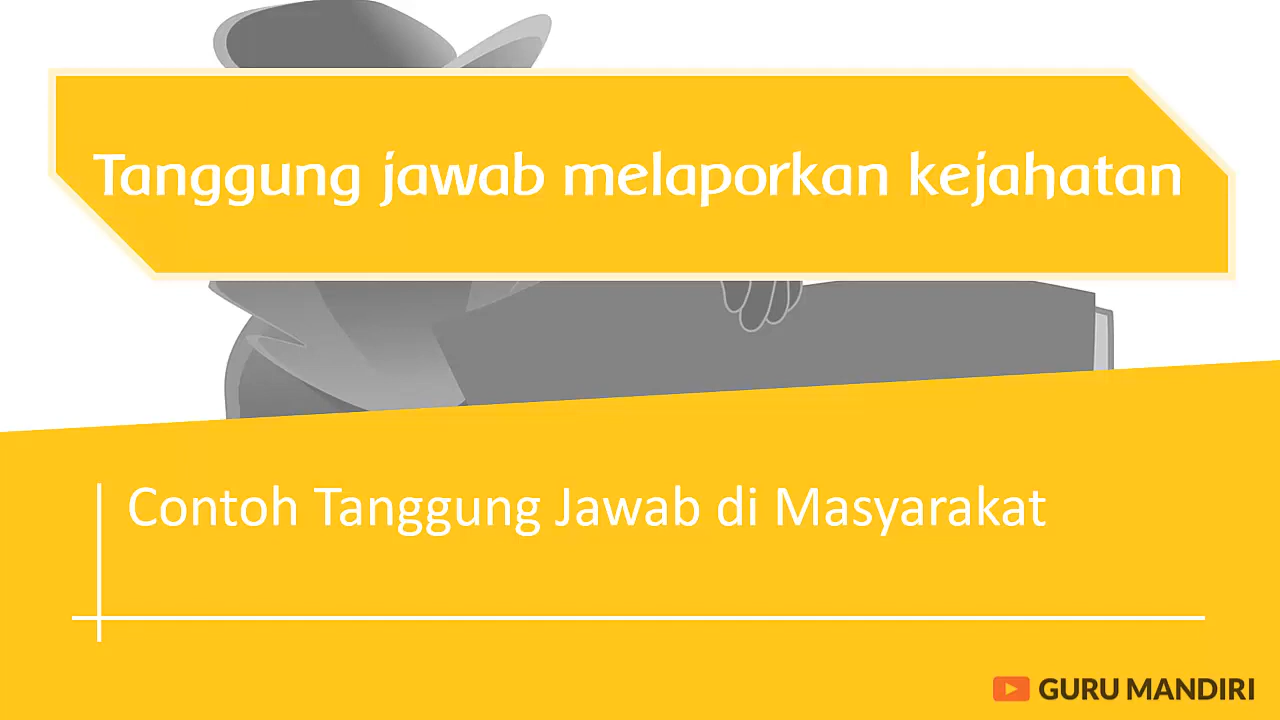 Tanggung jawab melaporkan kejahatan
Contoh Tanggung Jawab di Masyarakat
GURU MANDIRI